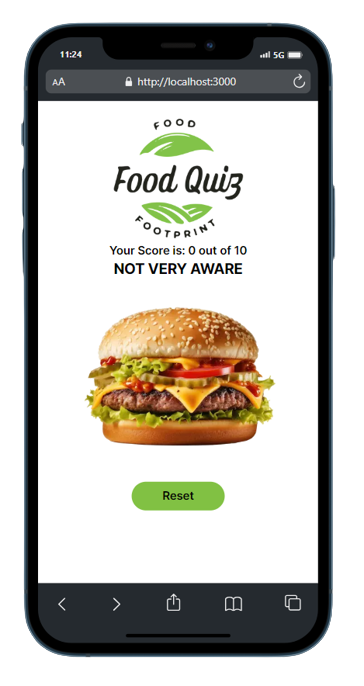 11:24
5G
AA
http://localhost:3000
FOOD
Food Quiz
FOOTPRINT
Your Score is: 0 out of 10
NOT VERY AWARE
Reset